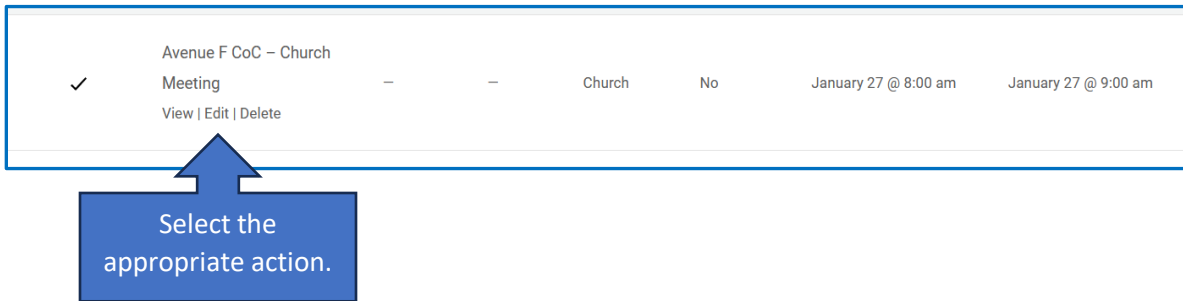 Avenue F CoC – Church
Meeting
— — Church No January 27 @ 8:00 am January 27 @ 9:00 am
View | Edit | Delete
Select the
appropriate action.